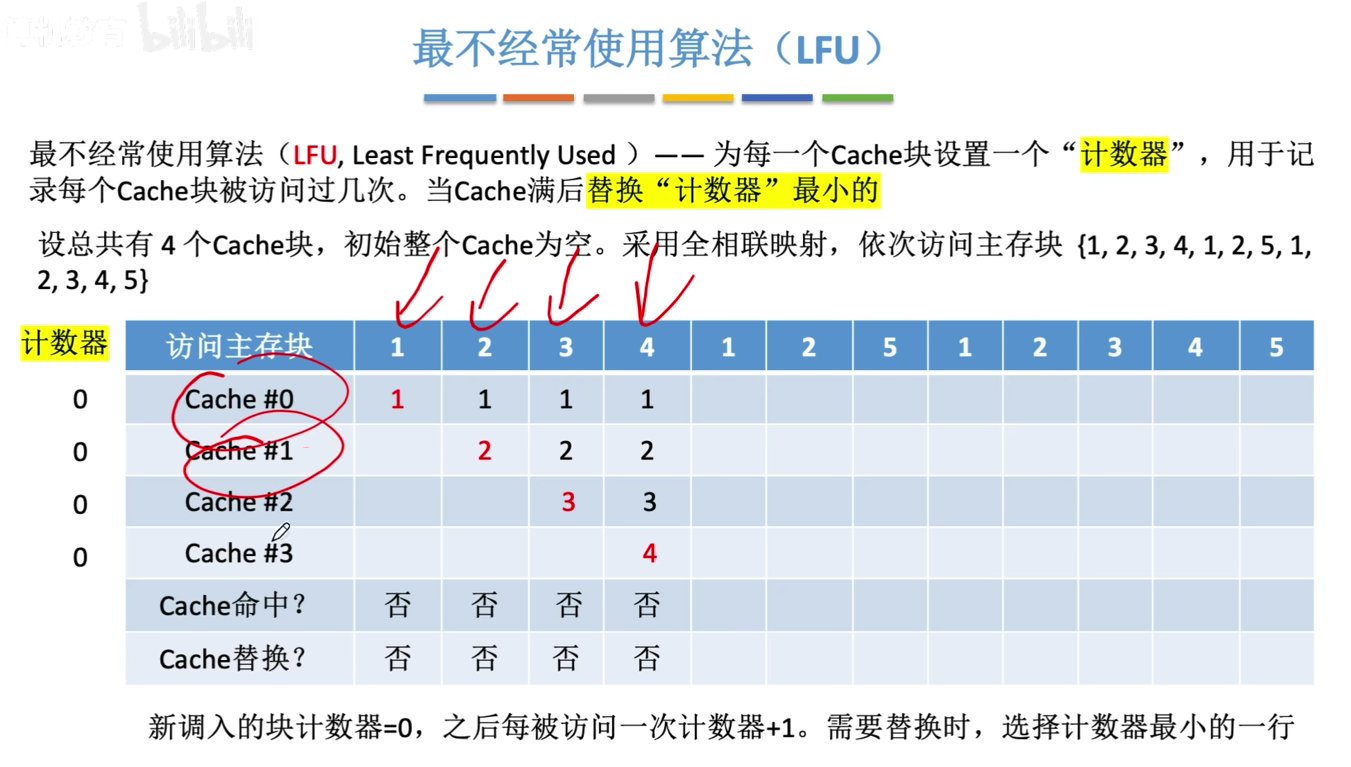 bilibili
最不经常使用算法（LFU）
最不经常使用算法（LFU, Least Frequently Used ）—— 为每一个Cache块设置一个“计数器”，用于记
录每个Cache块被访问过几次。当Cache满后替换“计数器”最小的
设总共有 4 个Cache块，初始整个Cache为空。采用全相联映射，依次访问主存块 {1, 2, 3, 4, 1, 2, 5, 1,
2, 3, 4, 5}
计数器 访问主存块 1 2 3 4 1 2 5 1 2 3 4 5
0 Cache #0 1 1 1 1
0 Cache #1 2 2 2
0 Cache #2 3 3
0 Cache #3 4
Cache命中？ 否 否 否 否
Cache替换？ 否 否 否 否
新调入的块计数器=0，之后每被访问一次计数器+1。需要替换时，选择计数器最小的一行